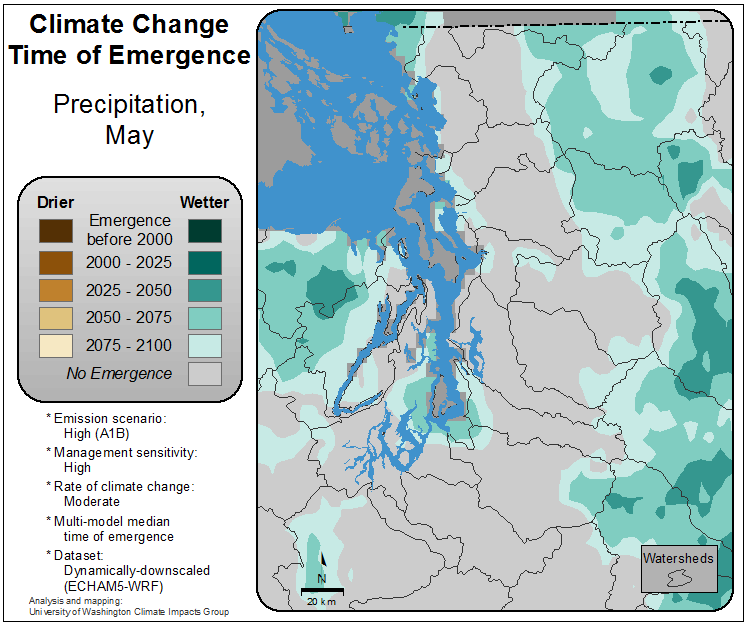 Climate Change
Time of Emergence
Precipitation,
May
Drier
Wetter
Emergence
before 2000
2000 - 2025
2025 - 2050
2050 - 2075
2075 - 2100
No Emergence
* Emission scenario:
High (A1B)
* Management sensitivity:
High
* Rate of climate change:
Moderate
* Multi-model median
time of emergence
* Dataset:
Dynamically-downscaled
(ECHAM5-WRF)
Analysis and mapping:
University of Washington Climate Impacts Group
N
20 km
Watersheds